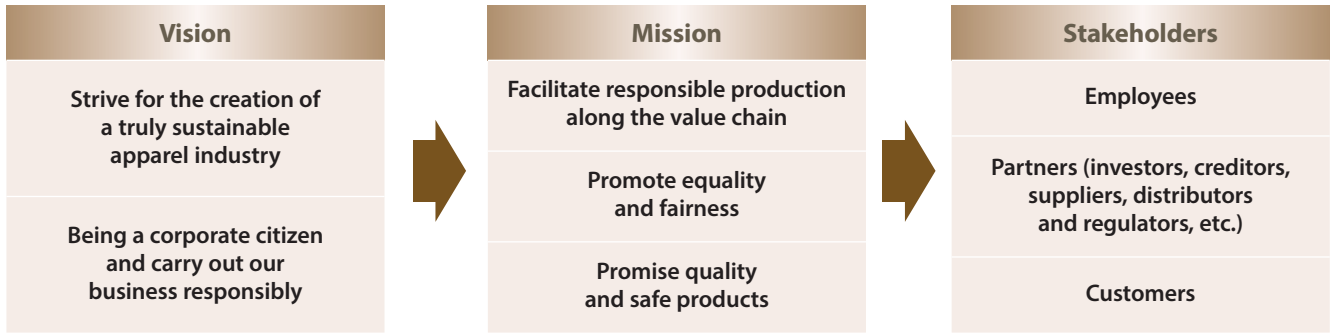 Vision
Strive for the creation of
a truly sustainable
apparel industry
Being a corporate citizen
and carry out our
business responsibly
Mission
Facilitate responsible production
along the value chain
Promote equality
and fairness
Promise quality
and safe products
Stakeholders
Employees
Partners (investors, creditors,
suppliers, distributors
and regulators, etc.)
Customers